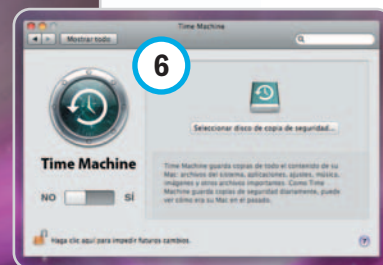 Time Machine
Mostrar todo
6
Seleccionar disco de copia de seguridad...
Time Machine
NO SÍ
Time Machine guarda copias de todo el contenido de su
Mac: archivos del sistema, aplicaciones, ajustes, música,
imágenes y otros archivos importantes. Como Time
Machine guarda copias de seguridad diariamente, puede
ver cómo era su Mac en el pasado.
Haga clic aquí para impedir futuros cambios.
?